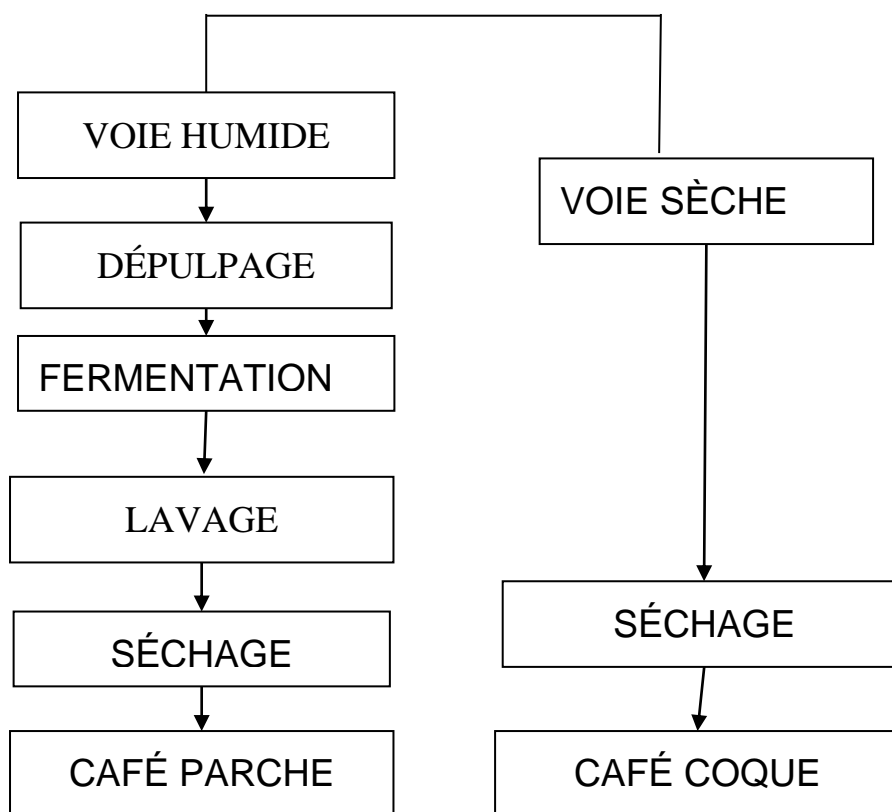 VOIE HUMIDE
DÉPULPAGE
FERMENTATION
LAVAGE
SÉCHAGE
CAFÉ PARCHE
VOIE SÈCHE
SÉCHAGE
CAFÉ COQUE